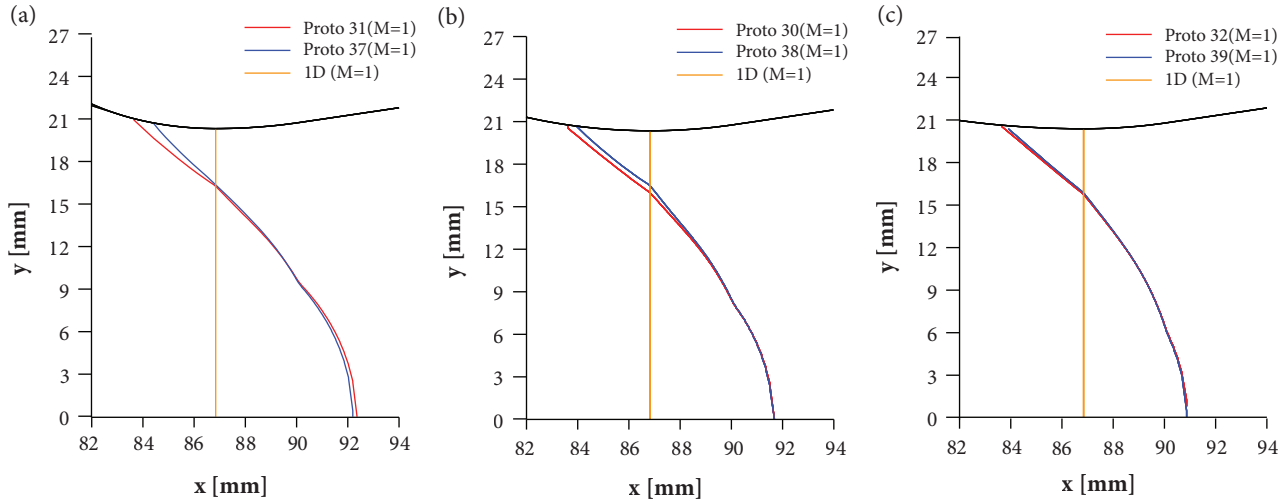 (a)
Proto 31(M=1)
Proto 37(M=1)
1D (M=1)
27
24
21
18
15
12
9
6
3
0
y [mm]
82 84 86 88 90 92 94
x [mm]
(b)
Proto 30(M=1)
Proto 38(M=1)
1D (M=1)
27
24
21
18
15
12
9
6
3
0
y [mm]
82 84 86 88 90 92 94
x [mm]
(c)
Proto 32(M=1)
Proto 39(M=1)
1D (M=1)
27
24
21
18
15
12
9
6
3
0
y [mm]
82 84 86 88 90 92 94
x [mm]